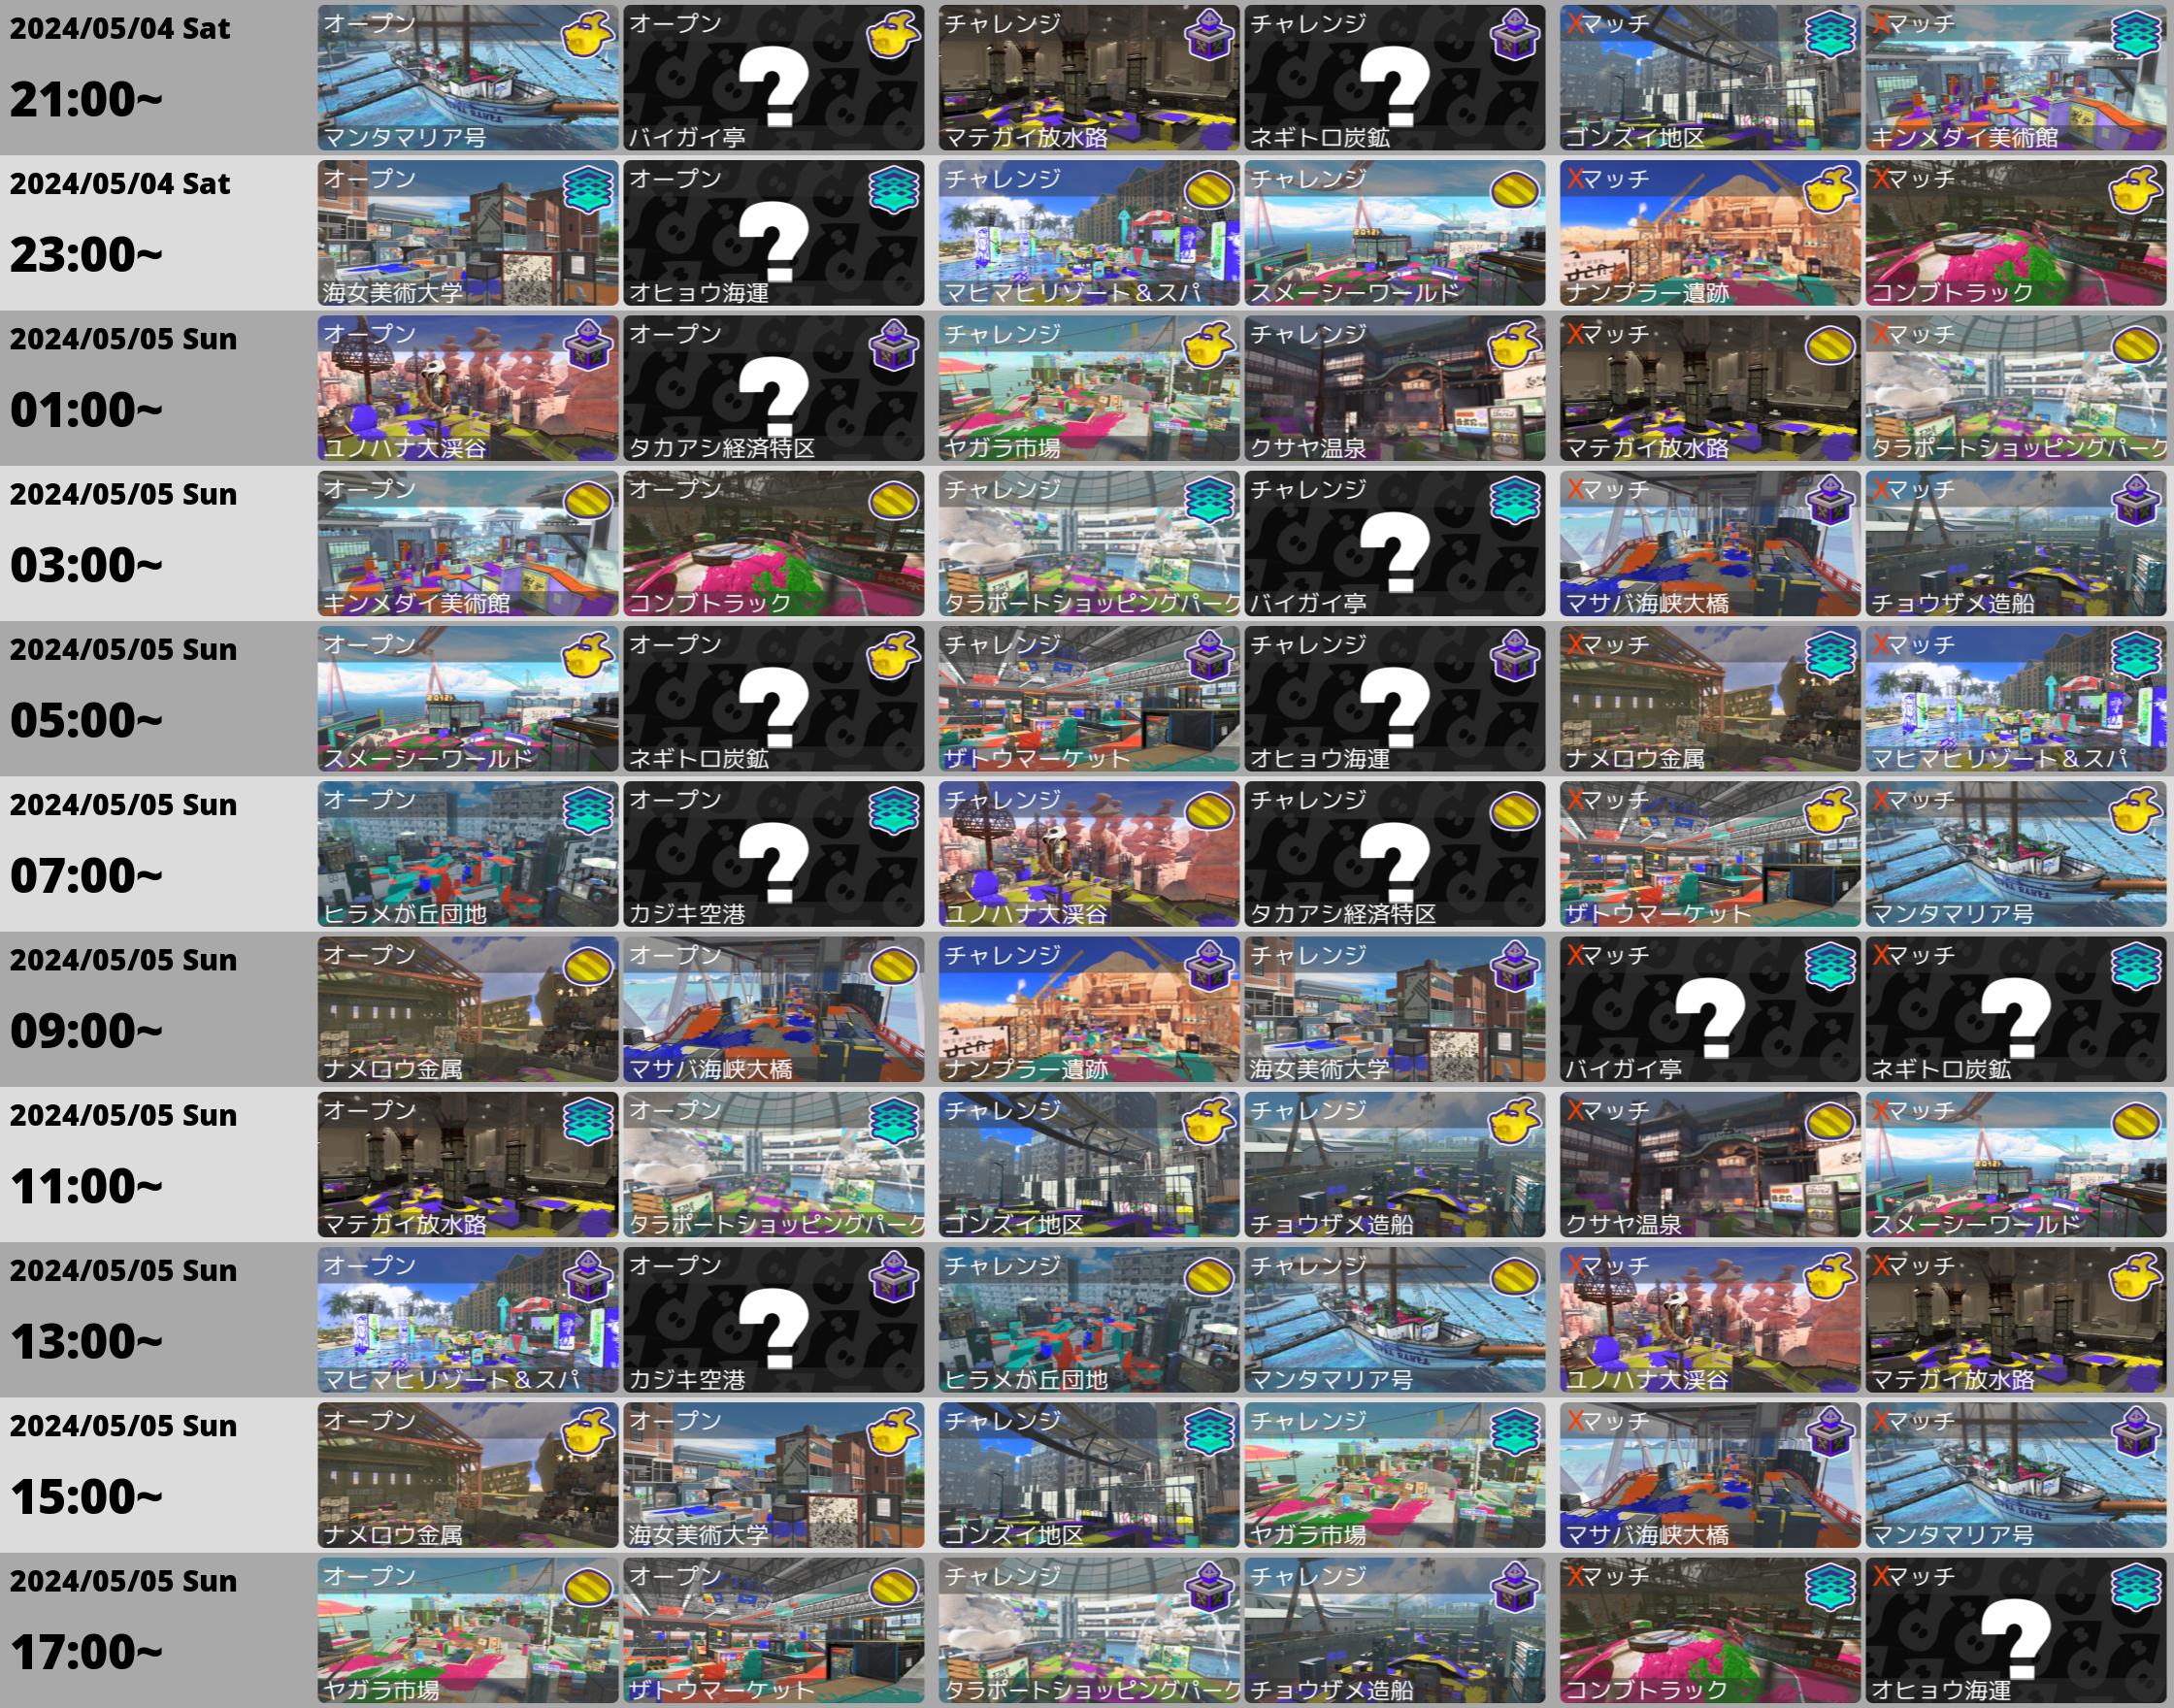 2024/05/04 Sat
21:00~
オープン
マンタマリア号
オープン
バイガイ亭
チャレンジ
マテガイ放水路
チャレンジ
ネギトロ炭鉱
Xマッチ
ゴンズイ地区
Xマッチ
キンメダイ美術館
2024/05/04 Sat
23:00~
オープン
海女美術大学
オープン
オヒョウ海運
チャレンジ
マヒマヒリゾート＆スパ
チャレンジ
スメーシーワールド
Xマッチ
ナンプラー遺跡
Xマッチ
コンブトラック
2024/05/05 Sun
01:00~
オープン
ユノハナ大渓谷
オープン
タカアシ経済特区
チャレンジ
ヤガラ市場
チャレンジ
クサヤ温泉
Xマッチ
マテガイ放水路
Xマッチ
タラポートショッピングパーク
2024/05/05 Sun
03:00~
オープン
キンメダイ美術館
オープン
コンブトラック
チャレンジ
タラポートショッピングパーク
チャレンジ
バイガイ亭
Xマッチ
マサバ海峡大橋
Xマッチ
チョウザメ造船
2024/05/05 Sun
05:00~
オープン
スメーシーワールド
オープン
ネギトロ炭鉱
チャレンジ
ザトウマーケット
チャレンジ
オヒョウ海運
Xマッチ
ナメロウ金属
Xマッチ
マヒマヒリゾート＆スパ
2024/05/05 Sun
07:00~
オープン
ヒラメが丘団地
オープン
カジキ空港
チャレンジ
ユノハナ大渓谷
チャレンジ
タカアシ経済特区
Xマッチ
ザトウマーケット
Xマッチ
マンタマリア号
2024/05/05 Sun
09:00~
オープン
ナメロウ金属
オープン
マサバ海峡大橋
チャレンジ
ナンプラー遺跡
チャレンジ
海女美術大学
Xマッチ
バイガイ亭
Xマッチ
ネギトロ炭鉱
2024/05/05 Sun
11:00~
オープン
マテガイ放水路
オープン
タラポートショッピングパーク
チャレンジ
ゴンズイ地区
チャレンジ
チョウザメ造船
Xマッチ
クサヤ温泉
Xマッチ
スメーシーワールド
2024/05/05 Sun
13:00~
オープン
マヒマヒリゾート＆スパ
オープン
カジキ空港
チャレンジ
ヒラメが丘団地
チャレンジ
マンタマリア号
Xマッチ
ユノハナ大渓谷
Xマッチ
マテガイ放水路
2024/05/05 Sun
15:00~
オープン
ナメロウ金属
オープン
海女美術大学
チャレンジ
ゴンズイ地区
チャレンジ
ヤガラ市場
Xマッチ
マサバ海峡大橋
Xマッチ
マンタマリア号
2024/05/05 Sun
17:00~
オープン
ヤガラ市場
オープン
ザトウマーケット
チャレンジ
タラポートショッピングパーク
チャレンジ
チョウザメ造船
Xマッチ
コンブトラック
Xマッチ
オヒョウ海運